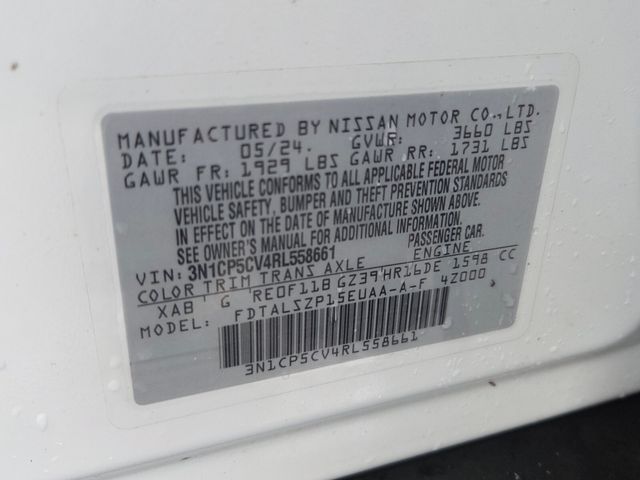 MANUFACTURED BY NISSAN MOTOR CO.,LTD.
DATE: 05/24. GVWR: 3660 LBS
GAWR FR: 1929 LBS GAWR RR: 1731 LBS
THIS VEHICLE CONFORMS TO ALL APPLICABLE FEDERAL MOTOR
VEHICLE SAFETY, BUMPER AND THEFT PREVENTION STANDARDS
IN EFFECT ON THE DATE OF MANUFACTURE SHOWN ABOVE.
SEE OWNER'S MANUAL FOR ADDITIONAL INFORMATION.
VIN: 3N1CP5CV4RL558661 PASSENGER CAR.
COLOR TRIM TRANS AXLE ENGINE
XAB G RE0F11B GZ39 HR16DE 1598 CC
MODEL: FDTALSZP15EUAA-A-F 4Z000
3N1CP5CV4RL558661